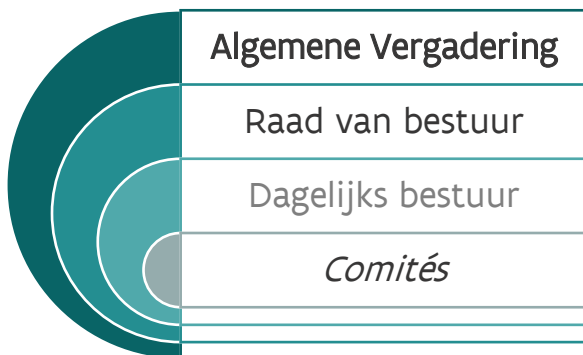 Algemene Vergadering
Raad van bestuur
Dagelijks bestuur
Comités